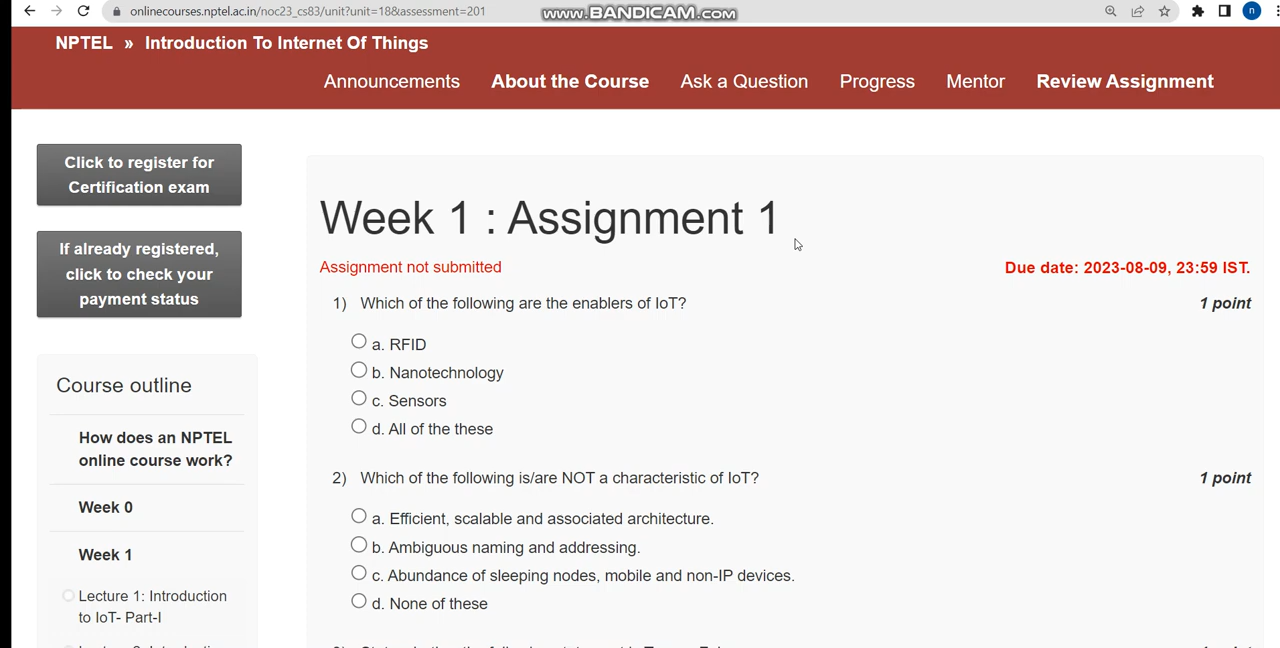 onlinecourses.nptel.ac.in/noc23_cs83/unit?unit=18&assessment=201
www.BANDICAM.com
n
NPTEL » Introduction To Internet Of Things
Announcements About the Course Ask a Question Progress Mentor Review Assignment
Click to register for
Certification exam
If already registered,
click to check your
payment status
Course outline
How does an NPTEL
online course work?
Week 0
Week 1
Lecture 1: Introduction
to IoT- Part-I
Week 1 : Assignment 1
Assignment not submitted Due date: 2023-08-09, 23:59 IST.
1) Which of the following are the enablers of IoT? 1 point
a. RFID
b. Nanotechnology
c. Sensors
d. All of the these
2) Which of the following is/are NOT a characteristic of IoT? 1 point
a. Efficient, scalable and associated architecture.
b. Ambiguous naming and addressing.
c. Abundance of sleeping nodes, mobile and non-IP devices.
d. None of these